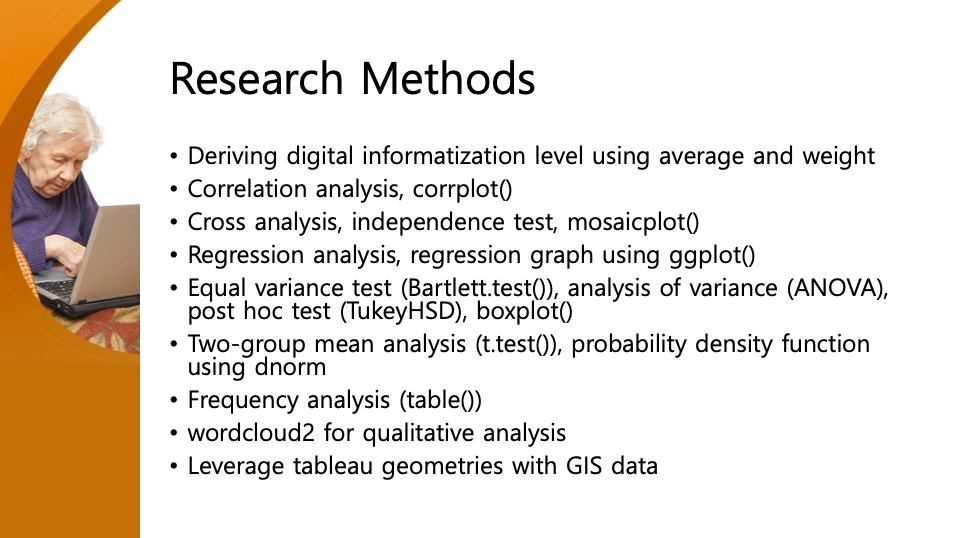 Research Methods
• Deriving digital informatization level using average and weight
• Correlation analysis, corrplot()
• Cross analysis, independence test, mosaicplot()
• Regression analysis, regression graph using ggplot()
• Equal variance test (Bartlett.test()), analysis of variance (ANOVA),
post hoc test (TukeyHSD), boxplot()
• Two-group mean analysis (t.test()), probability density function
using dnorm
• Frequency analysis (table())
• wordcloud2 for qualitative analysis
• Leverage tableau geometries with GIS data